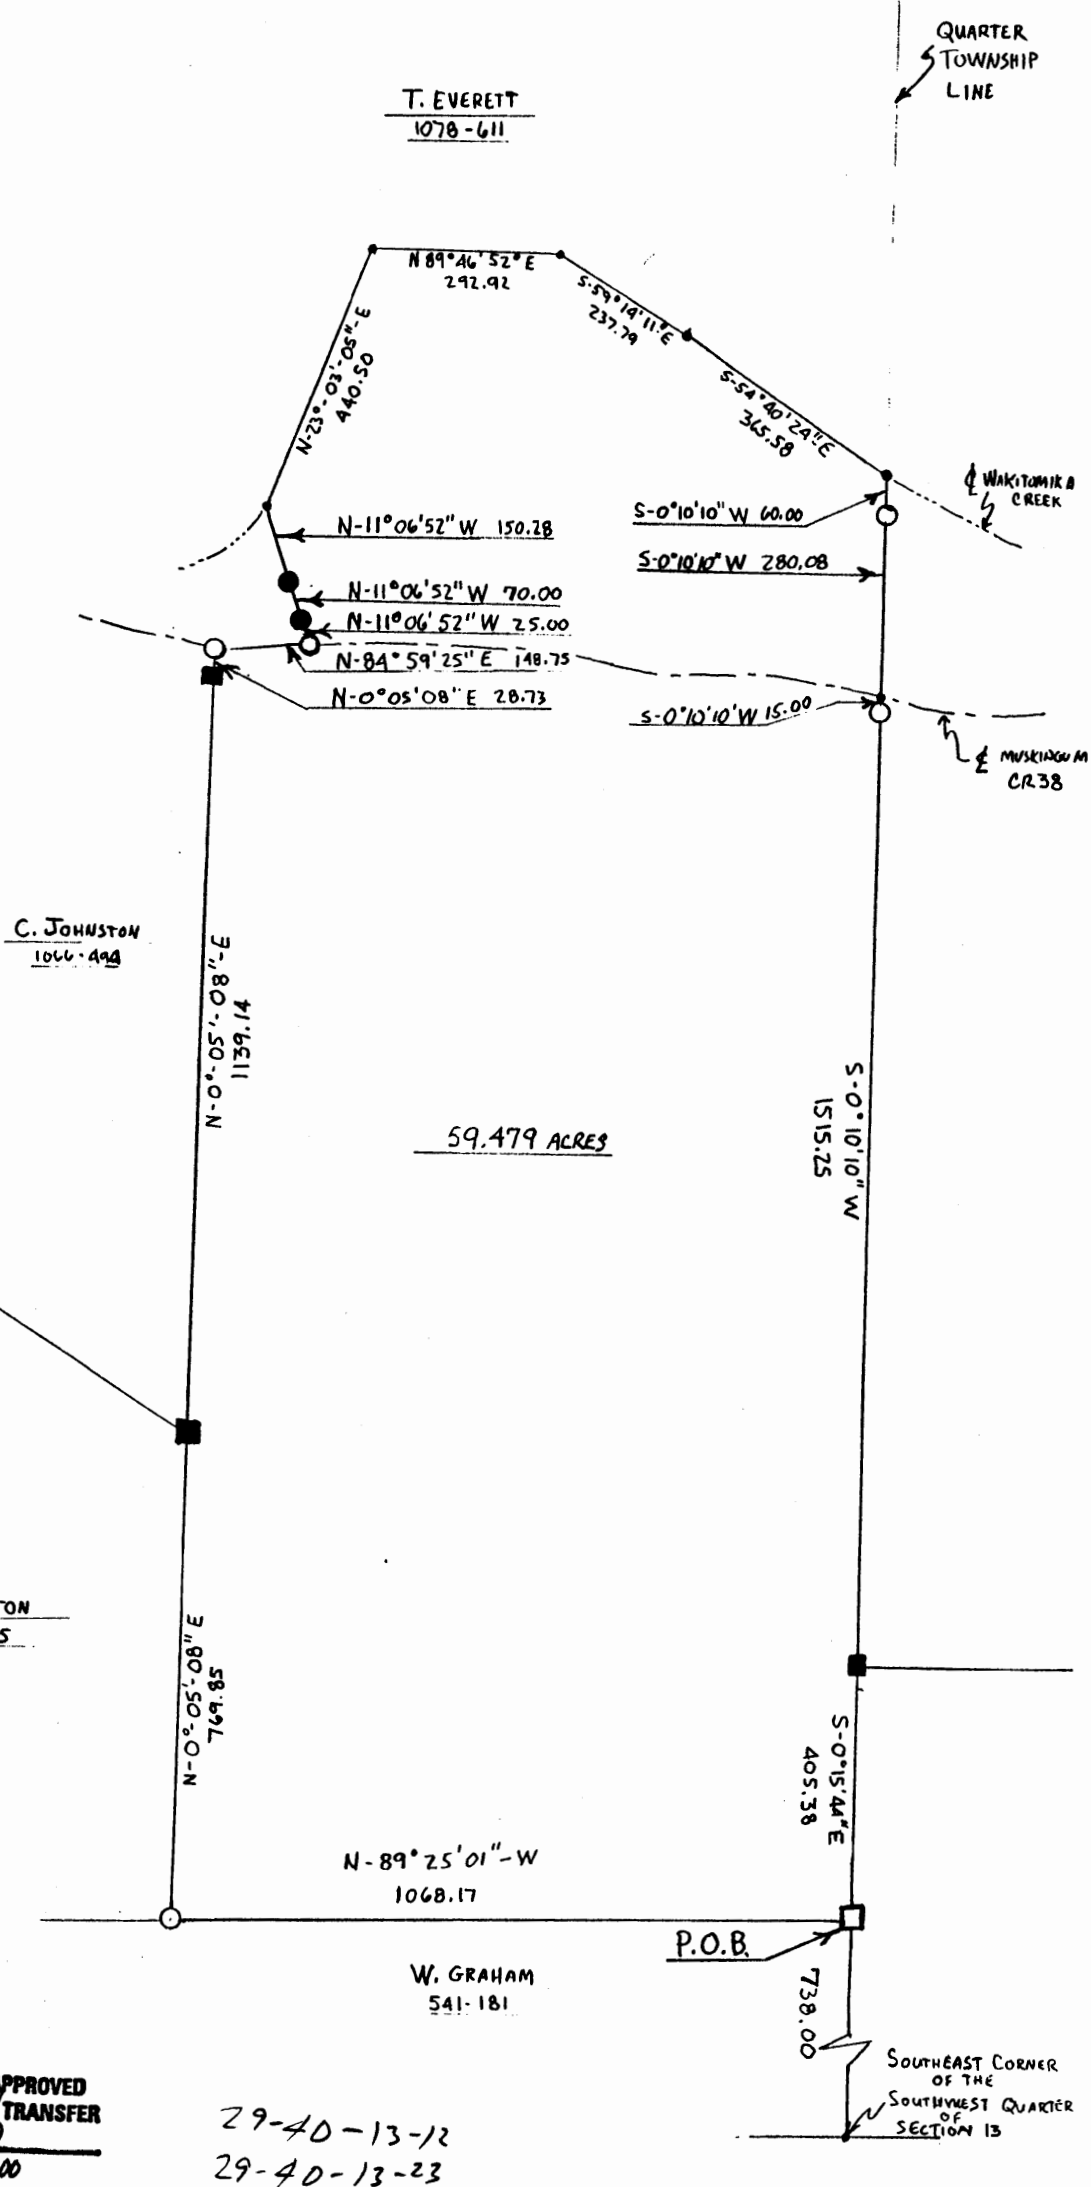 QUARTER
TOWNSHIP
LINE
T. EVERETT
1078-611
N 89°46'52"E
292.92
S-59°14'11"E
237.79
N-23°-03'-05"-E
440.50
S-54°40'24"E
365.58
℄ WAKITOMIKA
CREEK
S-0°10'10" W 60.00
N-11°06'52" W 150.28
S-0°10'10" W 280.08
N-11°06'52" W 70.00
N-11°06'52" W 25.00
N-84°59'25" E 148.75
N-0°05'08" E 28.73
S-0°10'10' W 15.00
℄ MUSKINGUM
CR38
C. JOHNSTON
1066-494
N-0°-05'-08"-E
1139.14
S-0°10'10" W
1515.25
59.479 ACRES
TON
5
N-0°-05'-08" E
769.85
S-0°15'44"E
405.38
N-89°25'01"-W
1068.17
P.O.B.
W. GRAHAM
541-181
738.00
SOUTHEAST CORNER
OF THE
SOUTHWEST QUARTER
OF
SECTION 13
PPROVED
TRANSFER
00
29-40-13-12
29-40-13-23